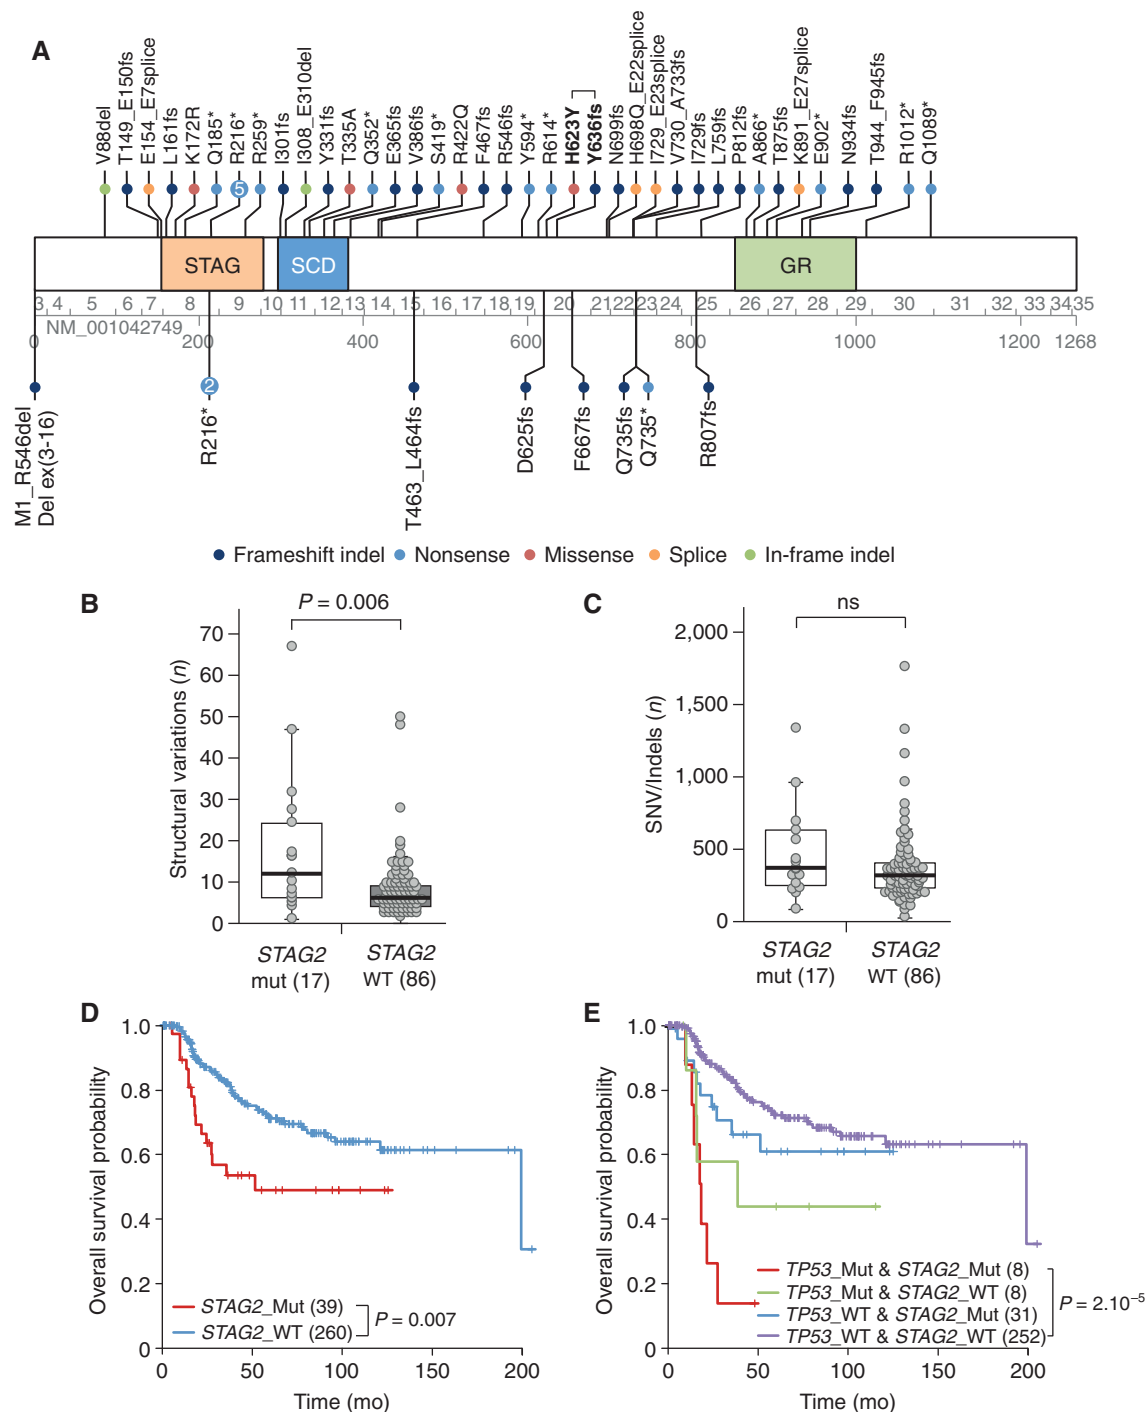 A
V88del
T149_E150fs
E154_E7splice
L161fs
K172R
Q185*
R216*
R259*
I301fs
I308_E310del
Y331fs
T335A
Q352*
E365fs
V386fs
S419*
R422Q
F467fs
R546fs
Y594*
R614*
H623Y
Y636fs
N699fs
H698Q_E22splice
I729_E23splice
V730_A733fs
I729fs
L759fs
P812fs
A866*
T875fs
K891_E27splice
E902*
N934fs
T944_F945fs
R1012*
Q1089*
5
STAG SCD GR
3 4 5 6 7 8 9 10 11 12 13 14 15 16 17 18 19 20 21 22 23 24 25 26 27 28 29 30 31 32 33 34 35
NM_001042749
0 200 400 600 800 1000 1200 1268
2
M1_R546del
Del ex(3-16)
R216*
T463_L464fs
D625fs
F667fs
Q735fs
Q735*
R807fs
Frameshift indel Nonsense Missense Splice In-frame indel
B
P = 0.006
Structural variations (n)
70
60
50
40
30
20
10
0
STAG2 mut (17)
STAG2 WT (86)
C
ns
SNV/Indels (n)
2,000
1,500
1,000
500
0
STAG2 mut (17)
STAG2 WT (86)
D
Overall survival probability
1.0
0.8
0.6
0.4
0.2
0
STAG2_Mut (39)
STAG2_WT (260)
P = 0.007
0 50 100 150 200
Time (mo)
E
Overall survival probability
1.0
0.8
0.6
0.4
0.2
0
TP53_Mut & STAG2_Mut (8)
TP53_Mut & STAG2_WT (8)
TP53_WT & STAG2_Mut (31)
TP53_WT & STAG2_WT (252)
P = 2.10⁻⁵
0 50 100 150 200
Time (mo)